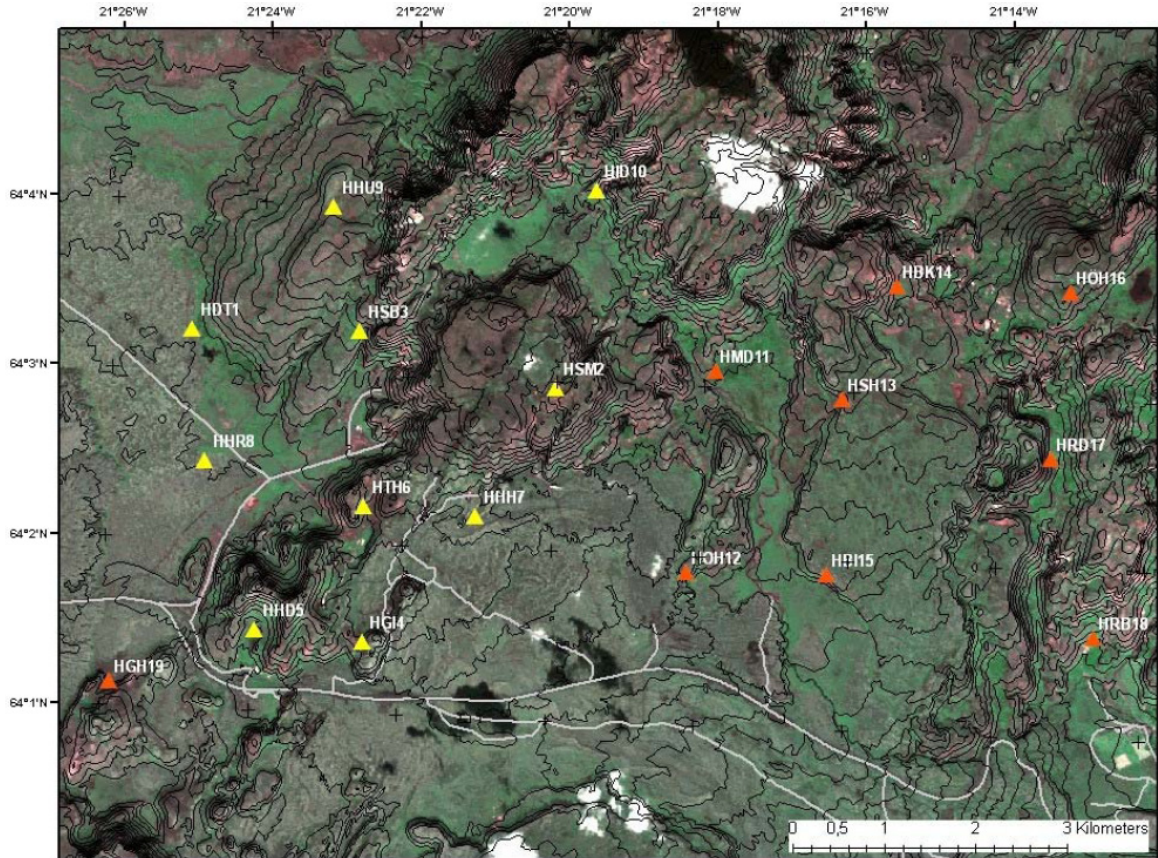 21°26'W 21°24'W 21°22'W 21°20'W 21°18'W 21°16'W 21°14'W
64°4'N
HID10
HHU9
HBK14
HOH16
HDT1
HSB3
64°3'N
HMD11
HSM2
HSH13
HHR8
HRD17
HTH6
HHH7
64°2'N
HOH12
HBI15
HHD5
HGI4
HRB18
HGH19
64°1'N
0 0,5 1 2 3 Kilometers